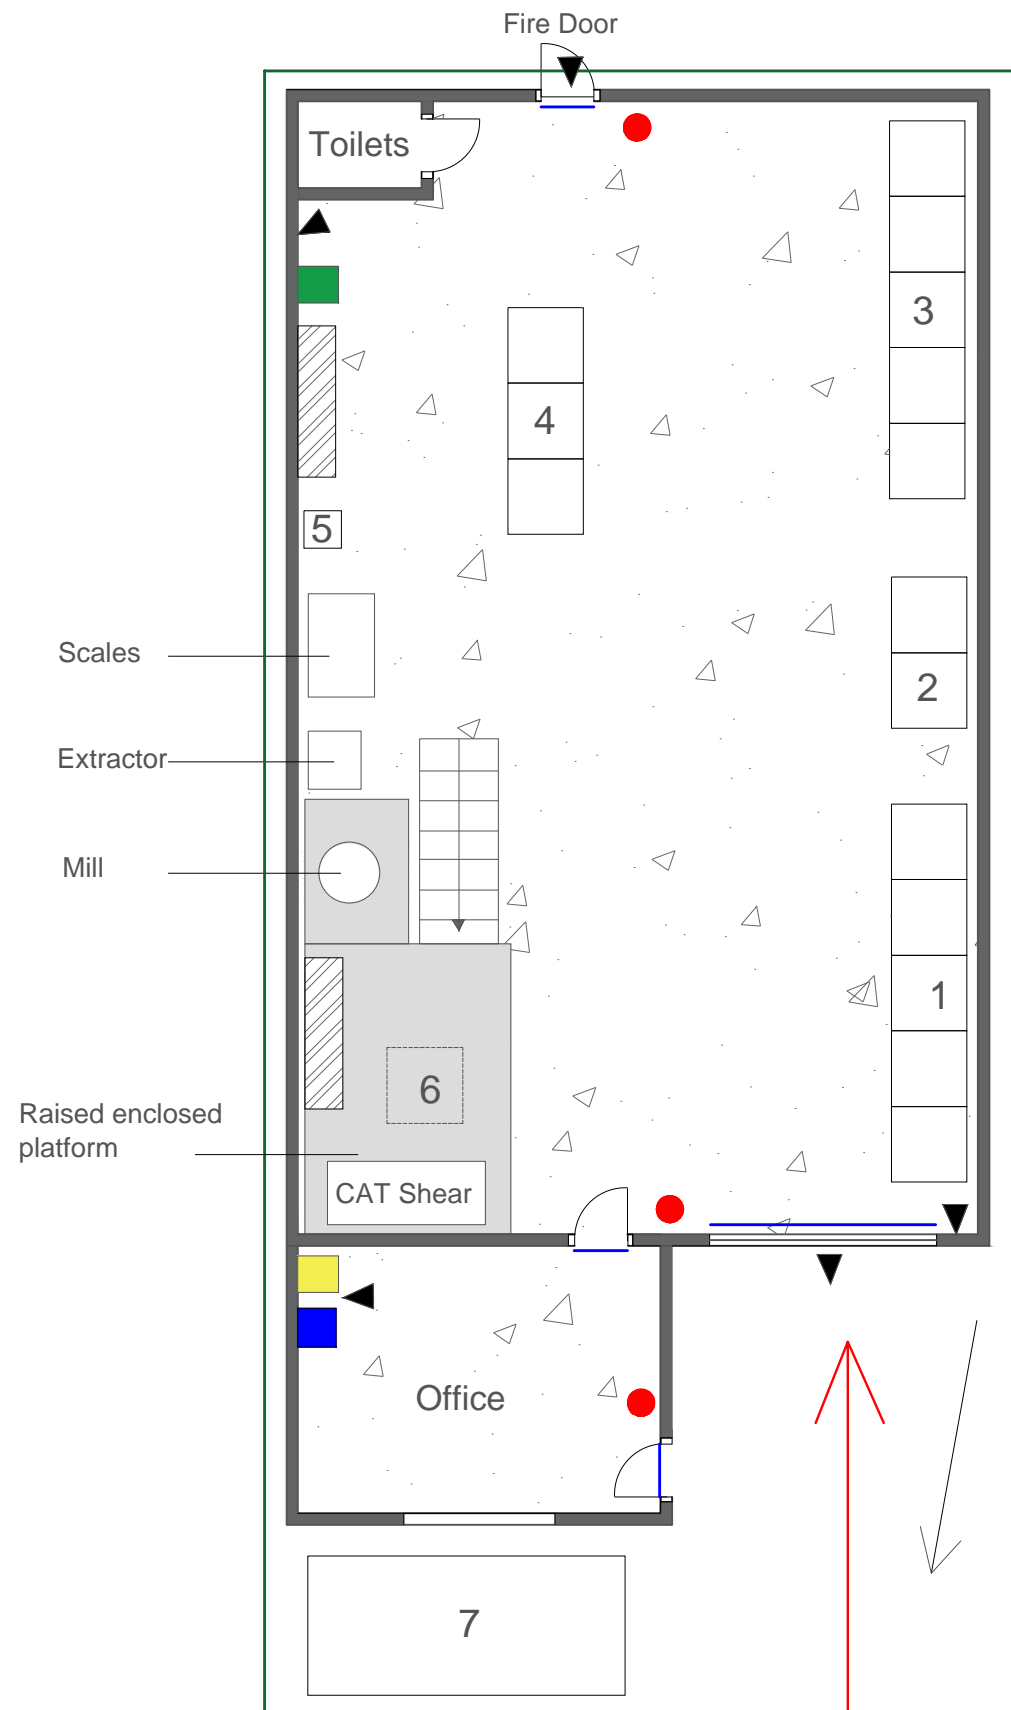 Fire Door
Toilets
3
4
5
Scales
2
Extractor
Mill
1
6
Raised enclosed
platform
CAT Shear
Office
7